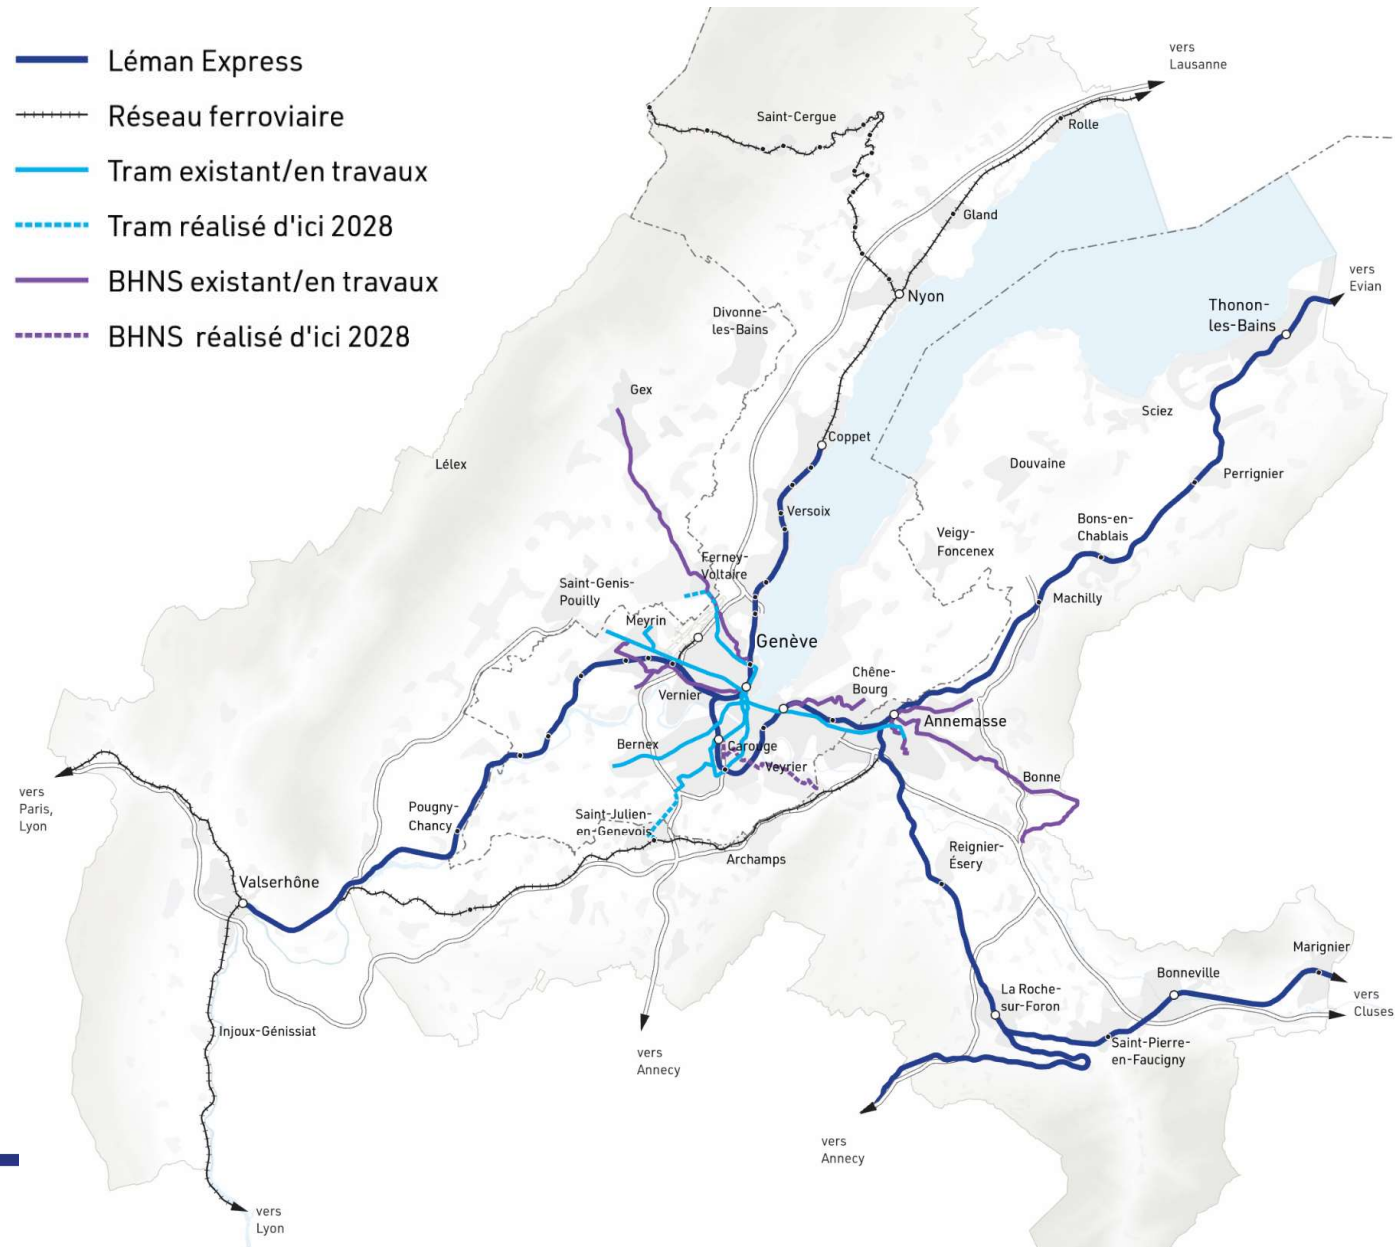 Léman Express
Réseau ferroviaire
Tram existant/en travaux
Tram réalisé d'ici 2028
BHNS existant/en travaux
BHNS réalisé d'ici 2028
vers
Lausanne
Saint-Cergue
Rolle
Gland
Nyon
vers
Evian
Thonon-
les-Bains
Divonne-
les-Bains
Gex
Sciez
Coppet
Lélex
Douvaine
Perrignier
Versoix
Bons-en-
Chablais
Veigy-
Foncenex
Ferney-
Voltaire
Saint-Genis-
Pouilly
Machilly
Meyrin
Genève
Chêne-
Bourg
Vernier
Annemasse
Bernex
Carouge
Veyrier
Bonne
vers
Paris,
Lyon
Pougny-
Chancy
Saint-Julien-
en-Genevois
Archamps
Reignier-
Ésery
Valserhône
Marignier
Bonneville
La Roche-
sur-Foron
vers
Cluses
Injoux-Génissiat
Saint-Pierre-
en-Faucigny
vers
Annecy
vers
Annecy
vers
Lyon